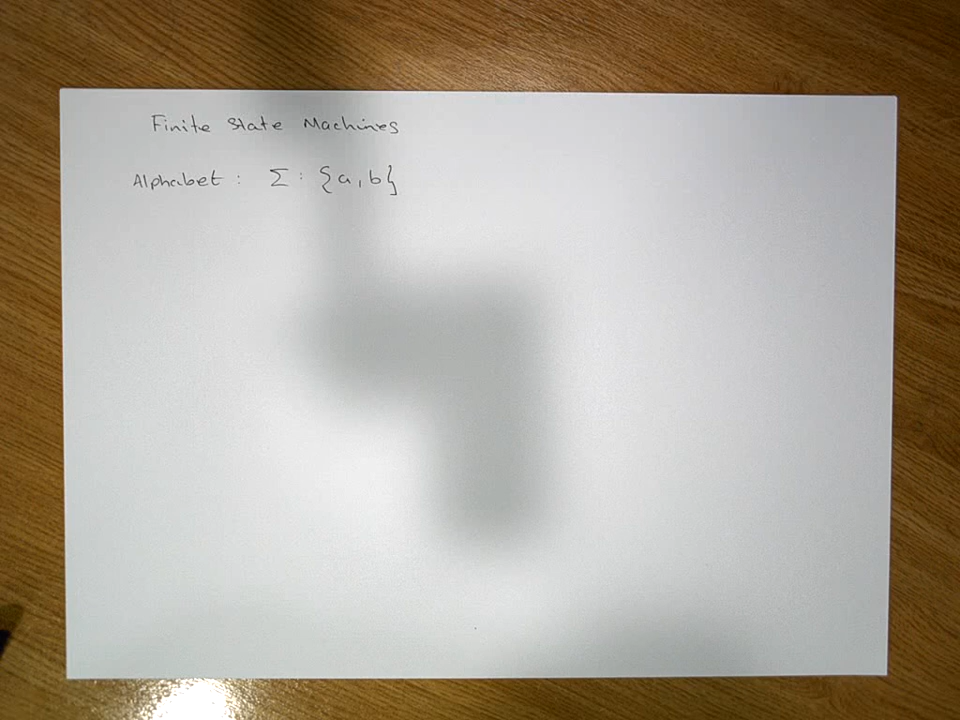 Finite State Machines
Alphabet : Σ : {a, b}